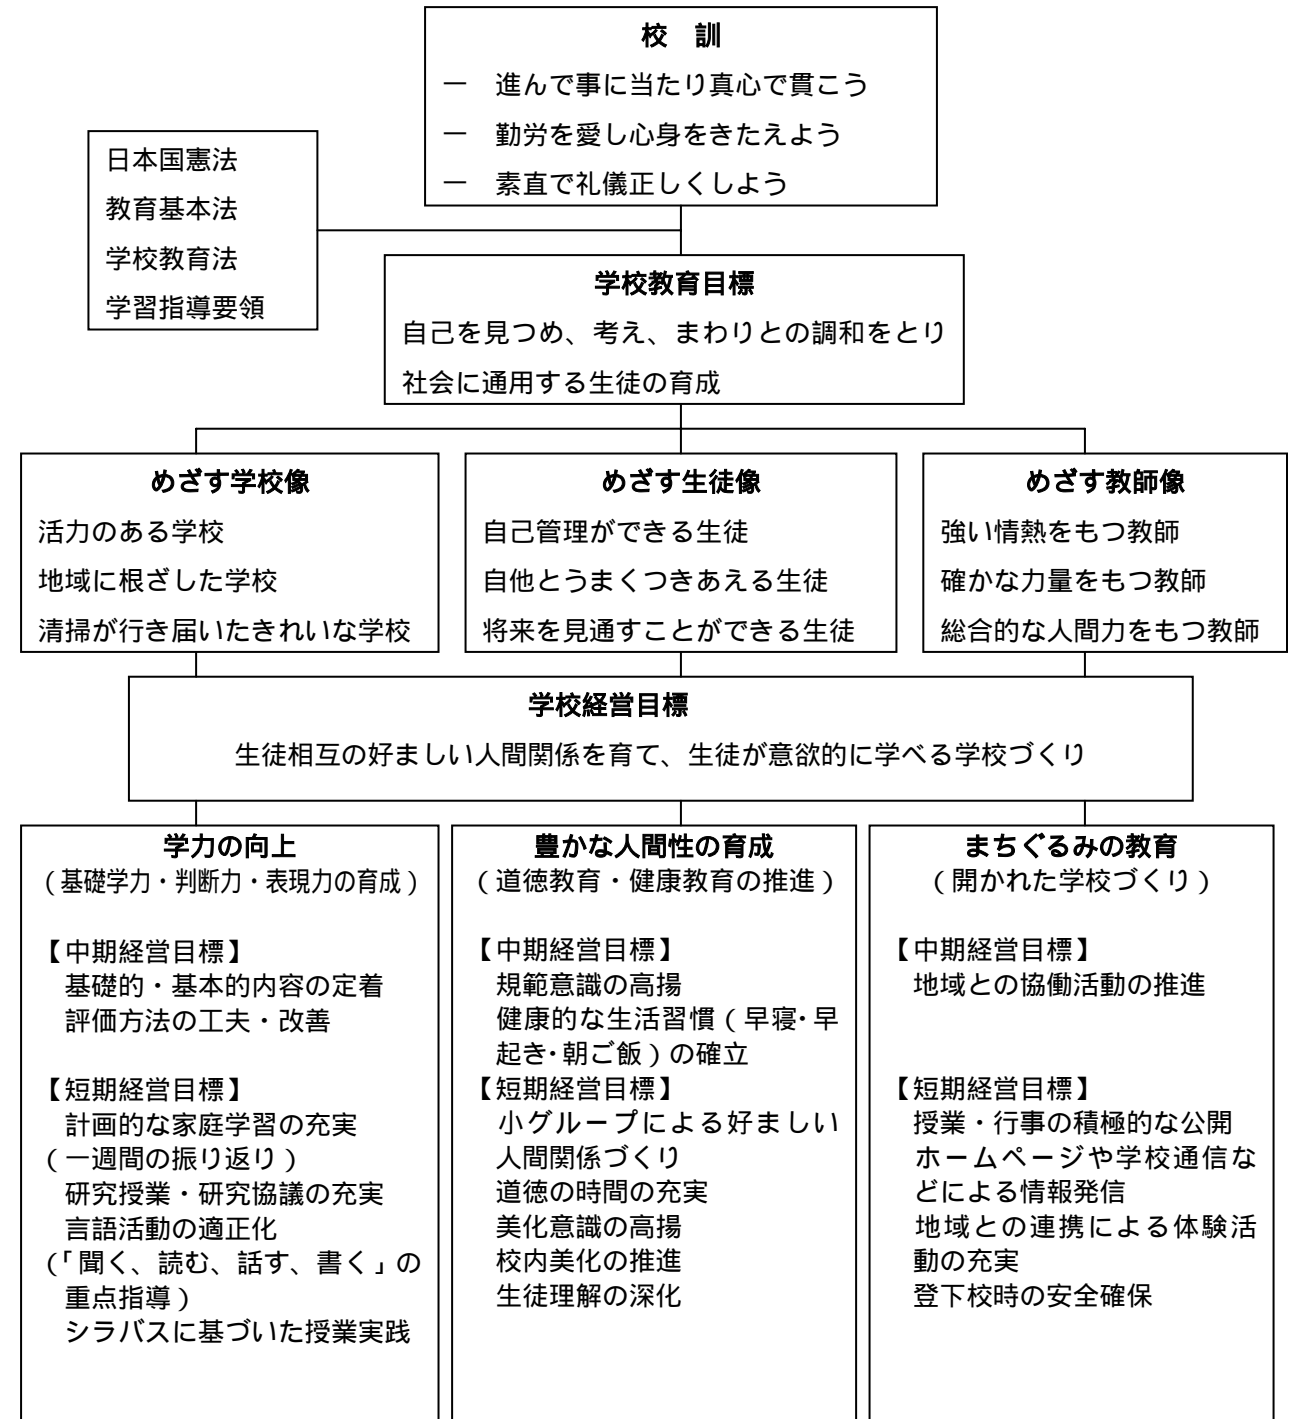 校 訓
― 進んで事に当たり真心で貫こう
― 勤労を愛し心身をきたえよう
― 素直で礼儀正しくしよう
日本国憲法
教育基本法
学校教育法
学習指導要領
学校教育目標
自己を見つめ、考え、まわりとの調和をとり
社会に通用する生徒の育成
めざす学校像
活力のある学校
地域に根ざした学校
清掃が行き届いたきれいな学校
めざす生徒像
自己管理ができる生徒
自他とうまくつきあえる生徒
将来を見通すことができる生徒
めざす教師像
強い情熱をもつ教師
確かな力量をもつ教師
総合的な人間力をもつ教師
学校経営目標
生徒相互の好ましい人間関係を育て、生徒が意欲的に学べる学校づくり
学力の向上
（基礎学力・判断力・表現力の育成）
【中期経営目標】
基礎的・基本的内容の定着
評価方法の工夫・改善
【短期経営目標】
計画的な家庭学習の充実
（一週間の振り返り）
研究授業・研究協議の充実
言語活動の適正化
（「聞く、読む、話す、書く」の
重点指導）
シラバスに基づいた授業実践
豊かな人間性の育成
（道徳教育・健康教育の推進）
【中期経営目標】
規範意識の高揚
健康的な生活習慣（早寝・早
起き・朝ご飯）の確立
【短期経営目標】
小グループによる好ましい
人間関係づくり
道徳の時間の充実
美化意識の高揚
校内美化の推進
生徒理解の深化
まちぐるみの教育
（開かれた学校づくり）
【中期経営目標】
地域との協働活動の推進
【短期経営目標】
授業・行事の積極的な公開
ホームページや学校通信な
どによる情報発信
地域との連携による体験活
動の充実
登下校時の安全確保